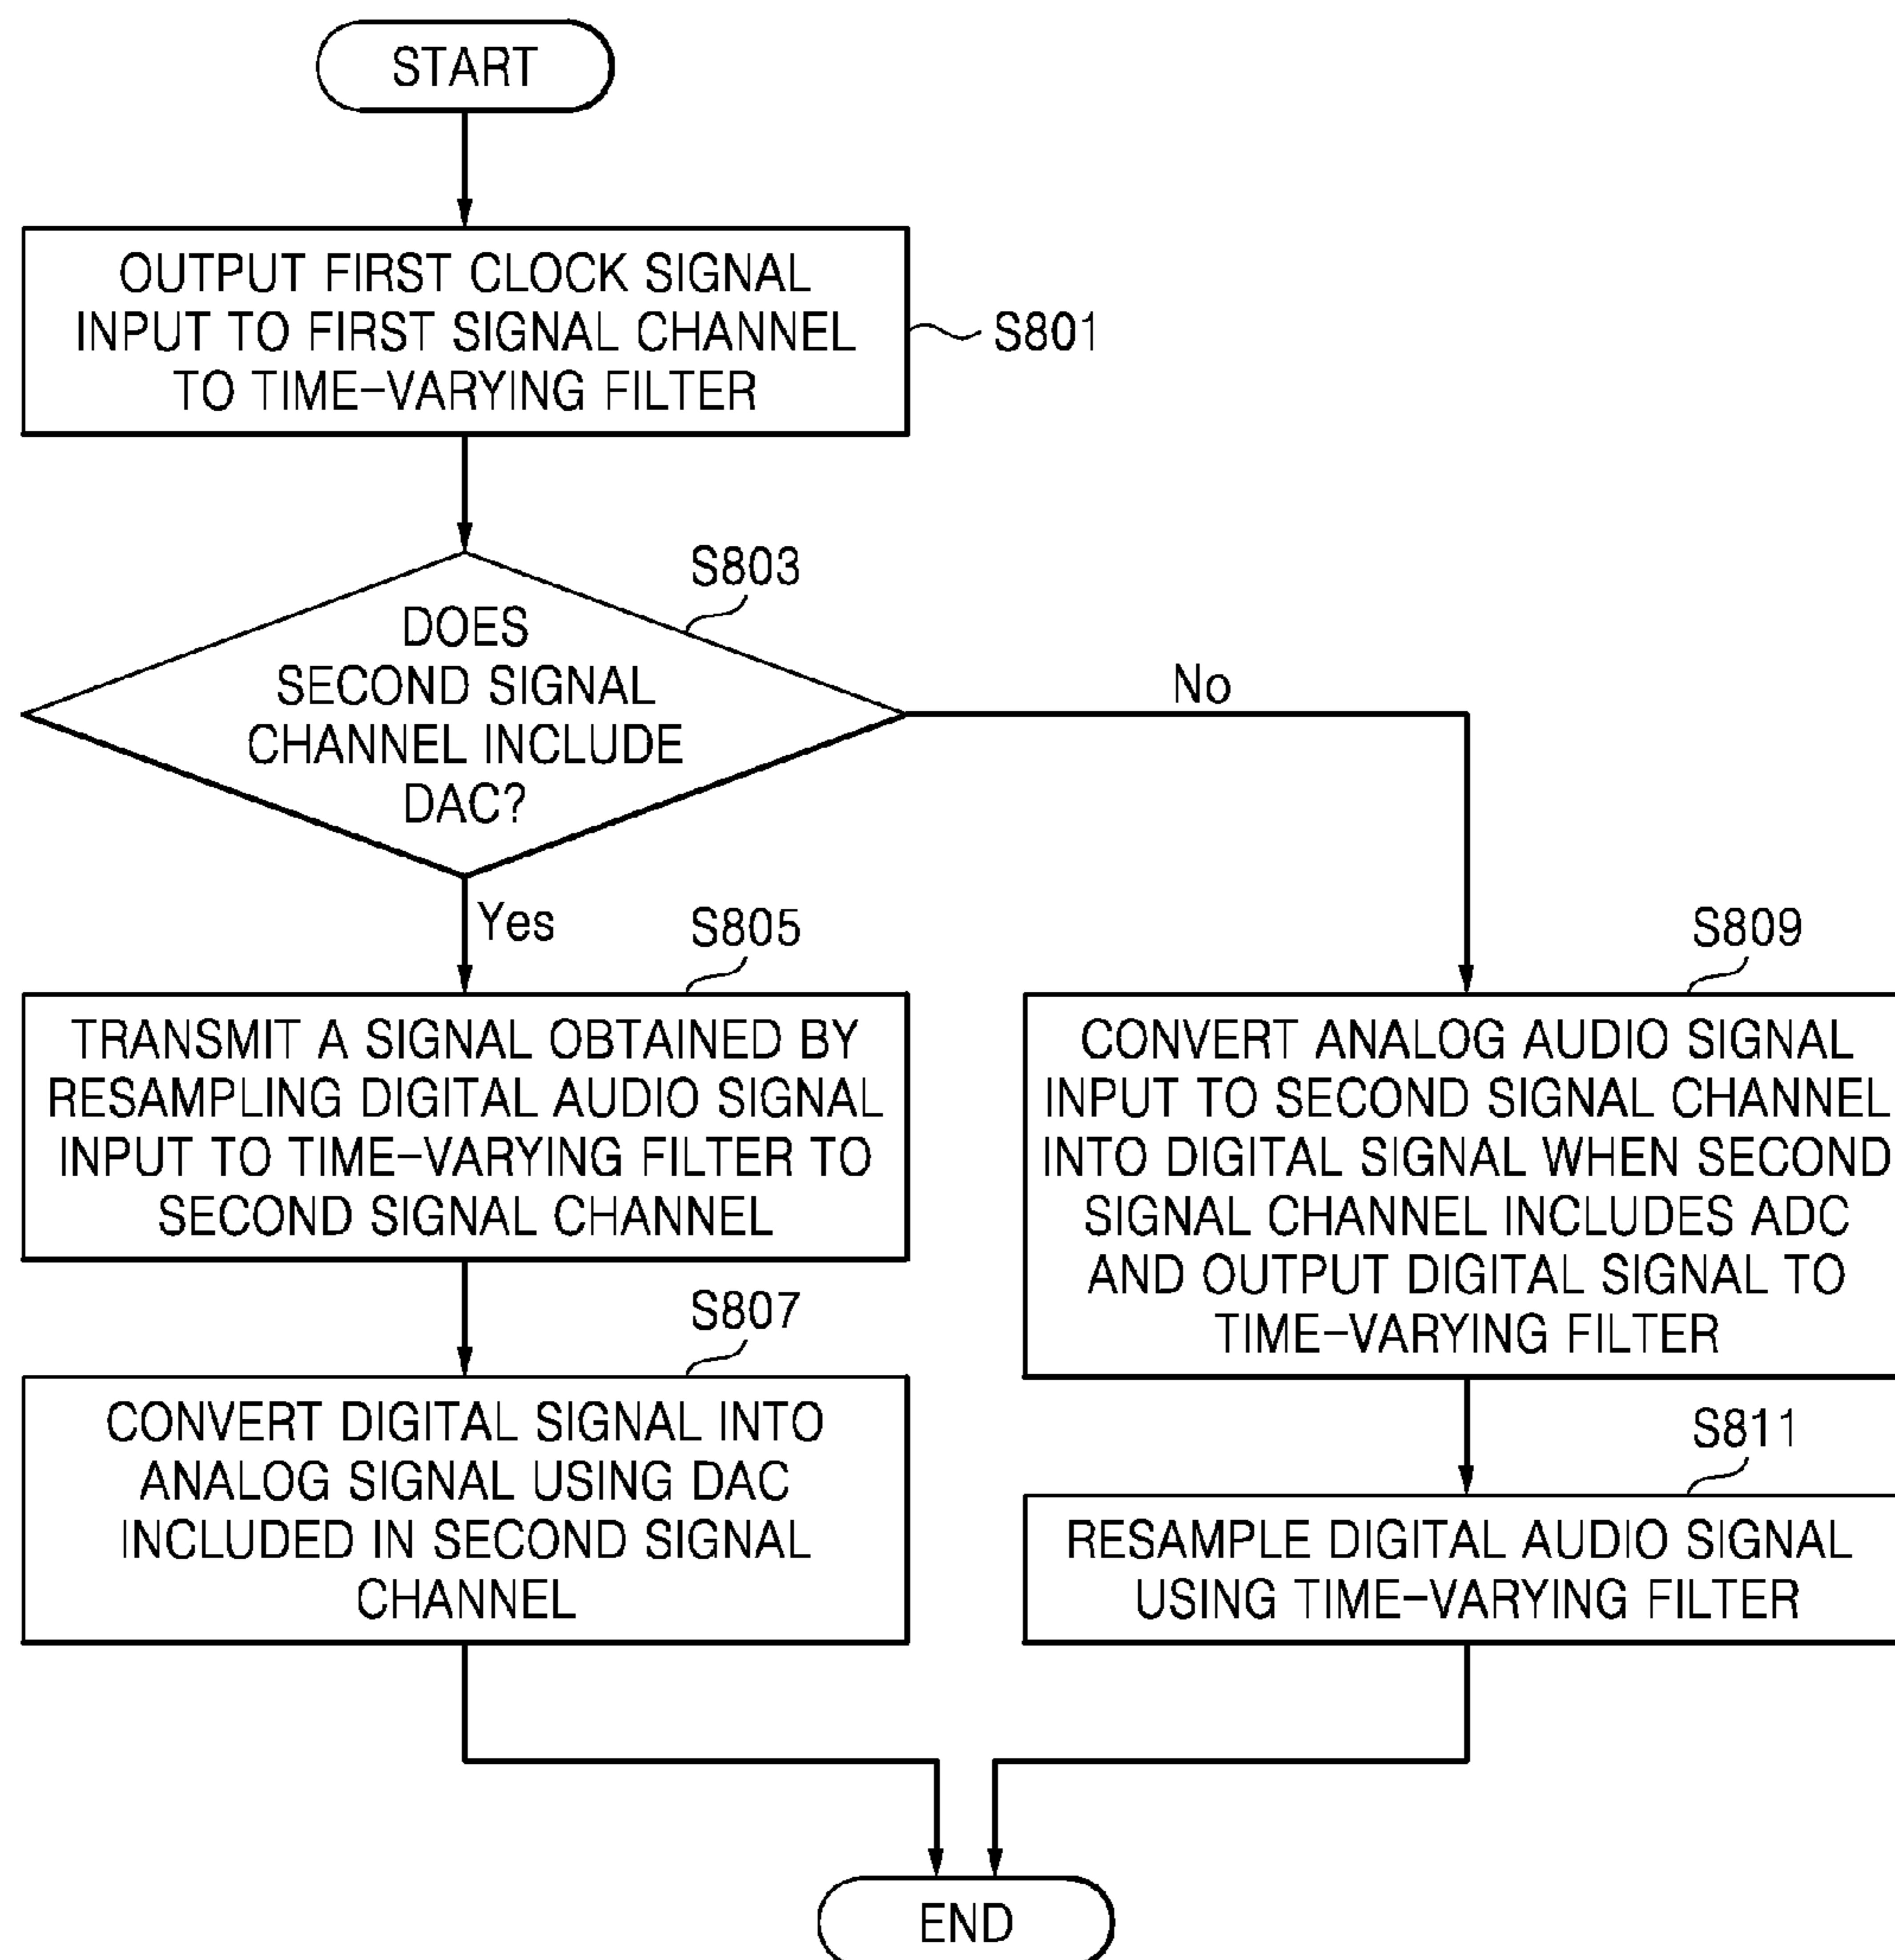 START
OUTPUT FIRST CLOCK SIGNAL
INPUT TO FIRST SIGNAL CHANNEL
TO TIME-VARYING FILTER
S801
S803
DOES
SECOND SIGNAL
CHANNEL INCLUDE
DAC?
No
Yes
S805
TRANSMIT A SIGNAL OBTAINED BY
RESAMPLING DIGITAL AUDIO SIGNAL
INPUT TO TIME-VARYING FILTER TO
SECOND SIGNAL CHANNEL
S807
CONVERT DIGITAL SIGNAL INTO
ANALOG SIGNAL USING DAC
INCLUDED IN SECOND SIGNAL
CHANNEL
S809
CONVERT ANALOG AUDIO SIGNAL
INPUT TO SECOND SIGNAL CHANNEL
INTO DIGITAL SIGNAL WHEN SECOND
SIGNAL CHANNEL INCLUDES ADC
AND OUTPUT DIGITAL SIGNAL TO
TIME-VARYING FILTER
S811
RESAMPLE DIGITAL AUDIO SIGNAL
USING TIME-VARYING FILTER
END